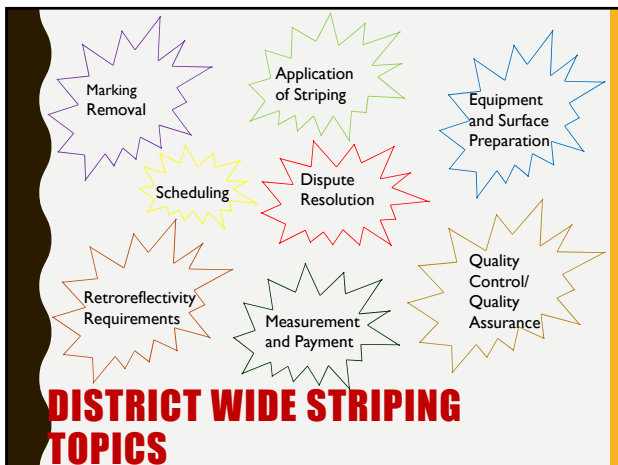 Marking
Removal
Application
of Striping
Equipment
and Surface
Preparation
Scheduling
Dispute
Resolution
Retroreflectivity
Requirements
Measurement
and Payment
Quality
Control/
Quality
Assurance
DISTRICT WIDE STRIPING
TOPICS